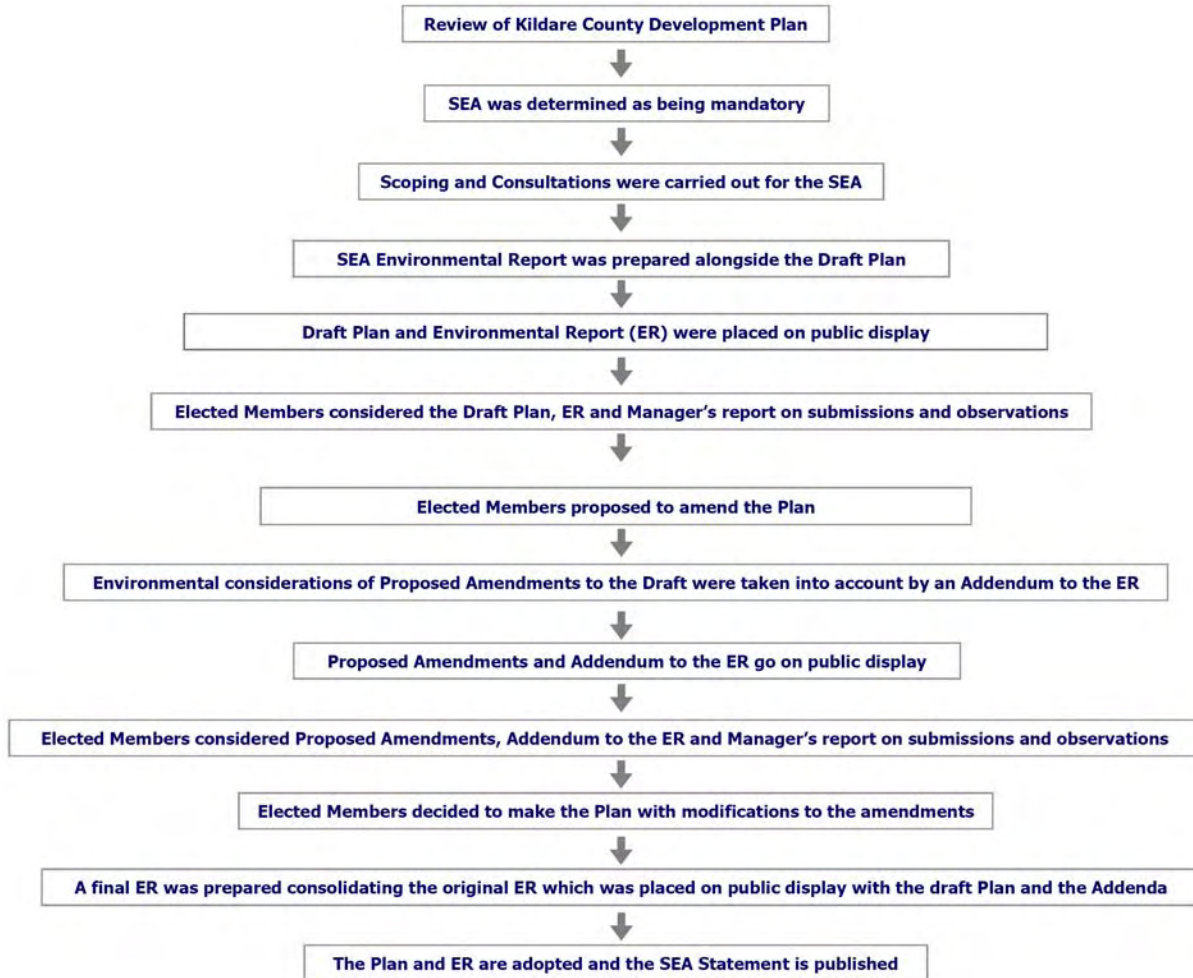 Review of Kildare County Development Plan
SEA was determined as being mandatory
Scoping and Consultations were carried out for the SEA
SEA Environmental Report was prepared alongside the Draft Plan
Draft Plan and Environmental Report (ER) were placed on public display
Elected Members considered the Draft Plan, ER and Manager’s report on submissions and observations
Elected Members proposed to amend the Plan
Environmental considerations of Proposed Amendments to the Draft were taken into account by an Addendum to the ER
Proposed Amendments and Addendum to the ER go on public display
Elected Members considered Proposed Amendments, Addendum to the ER and Manager’s report on submissions and observations
Elected Members decided to make the Plan with modifications to the amendments
A final ER was prepared consolidating the original ER which was placed on public display with the draft Plan and the Addenda
The Plan and ER are adopted and the SEA Statement is published